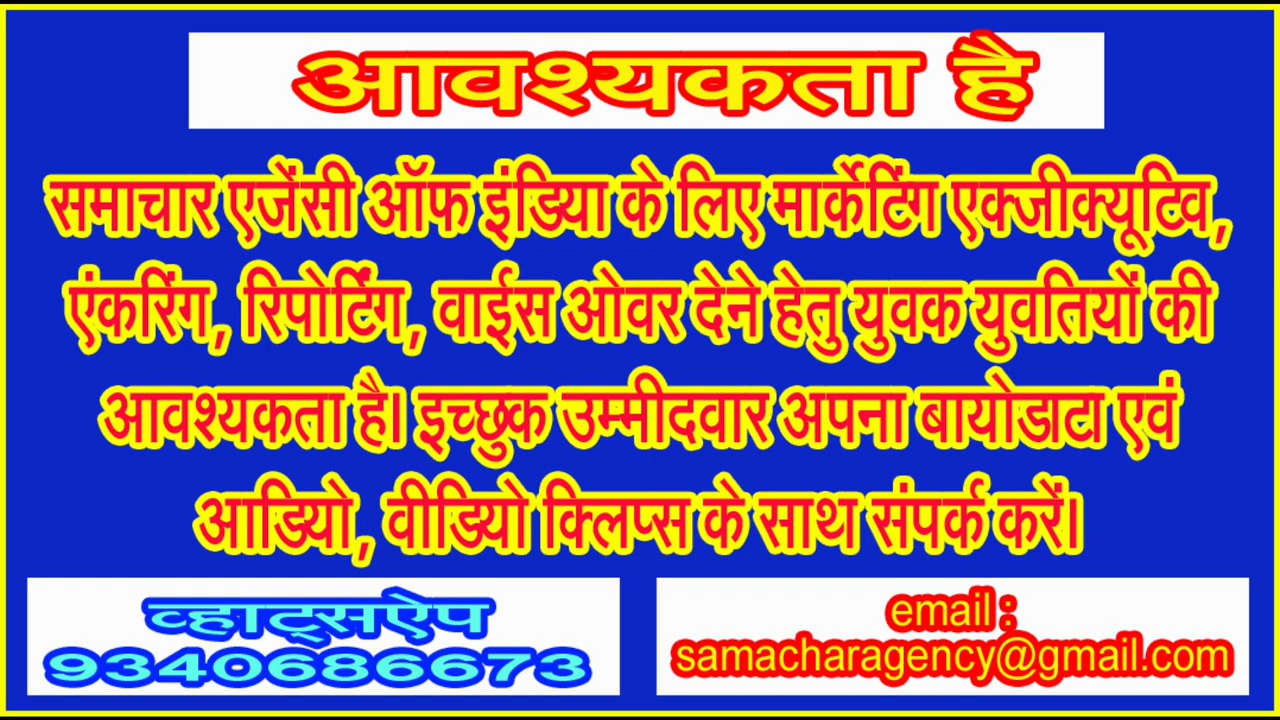 आवश्यकता है
समाचार एजेंसी ऑफ इंडिया के लिए मार्केटिंग एक्जीक्यूटिव,
एंकरिंग, रिपोर्टिंग, वाईस ओवर देने हेतु युवक युवतियों की
आवश्यकता है। इच्छुक उम्मीदवार अपना बायोडाटा एवं
आडियो, वीडियो क्लिप्स के साथ संपर्क करें।
व्हाट्सऐप
9340686673
email :
samacharagency@gmail.com